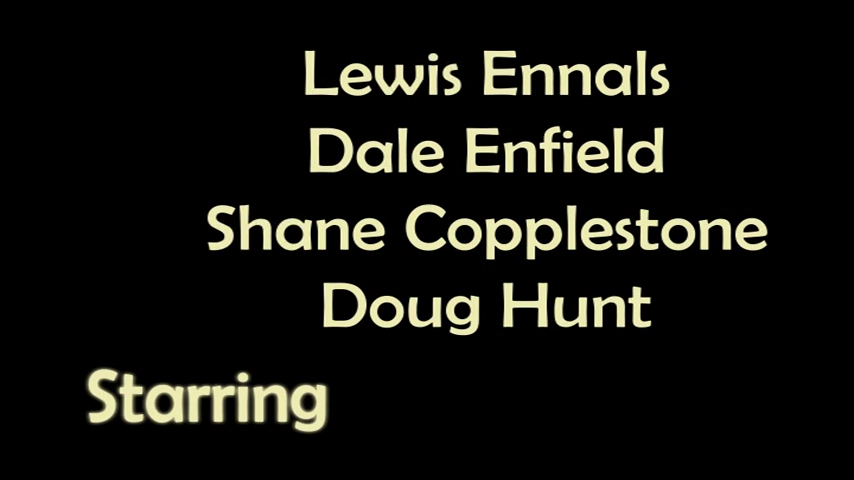 Lewis Ennals
Dale Enfield
Shane Copplestone
Doug Hunt
Starring